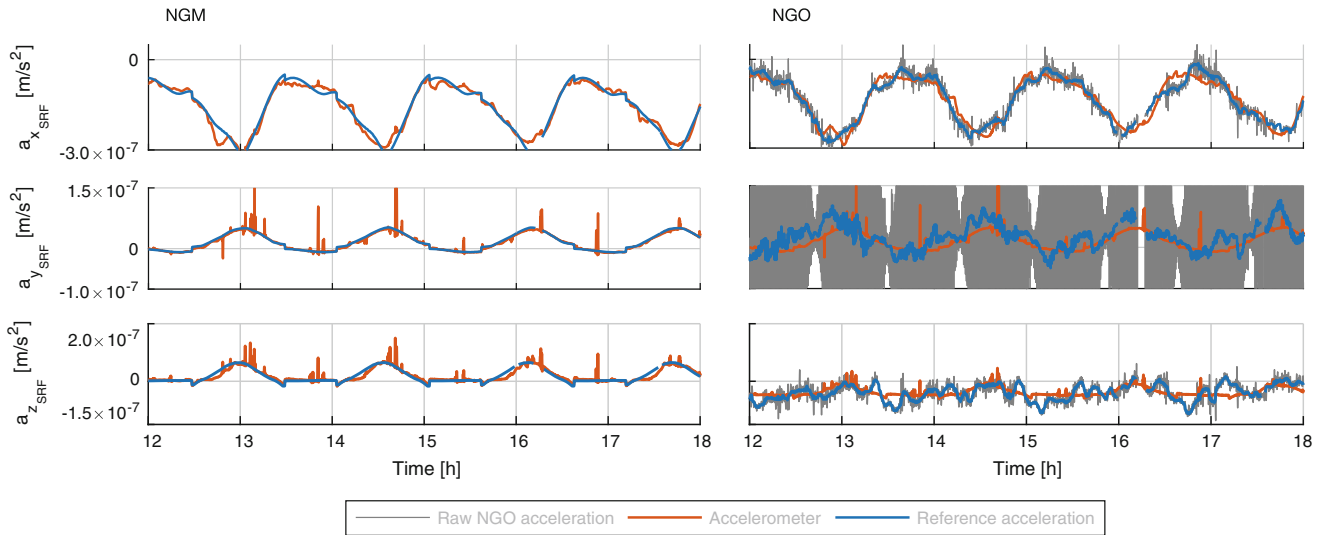 NGM
NGO
a_x_SRF [m/s²]
0
-3.0×10⁻⁷
a_y_SRF [m/s²]
1.5×10⁻⁷
0
-1.0×10⁻⁷
a_z_SRF [m/s²]
2.0×10⁻⁷
0
-1.5×10⁻⁷
12 13 14 15 16 17 18
12 13 14 15 16 17 18
Time [h]
Time [h]
Raw NGO acceleration Accelerometer Reference acceleration